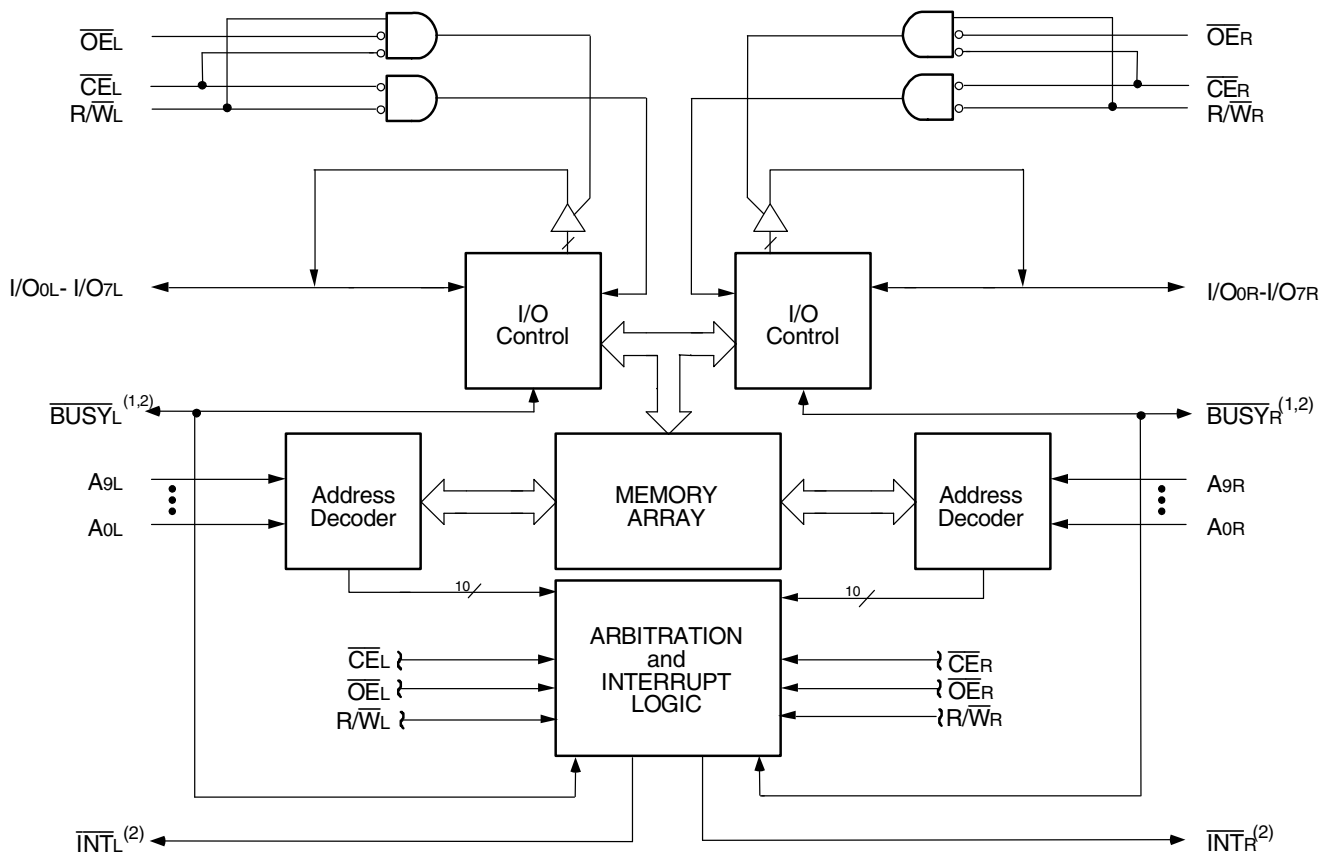 OEL
OER
CEL
CER
R/WL
R/WR
I/O0L- I/O7L
I/O
Control
I/O
Control
I/O0R-I/O7R
BUSYL(1,2)
BUSYR(1,2)
A9L
Address
Decoder
MEMORY
ARRAY
Address
Decoder
A9R
A0L
A0R
10
10
ARBITRATION
and
INTERRUPT
LOGIC
CEL
CER
OEL
OER
R/WL
R/WR
INTL(2)
INTR(2)